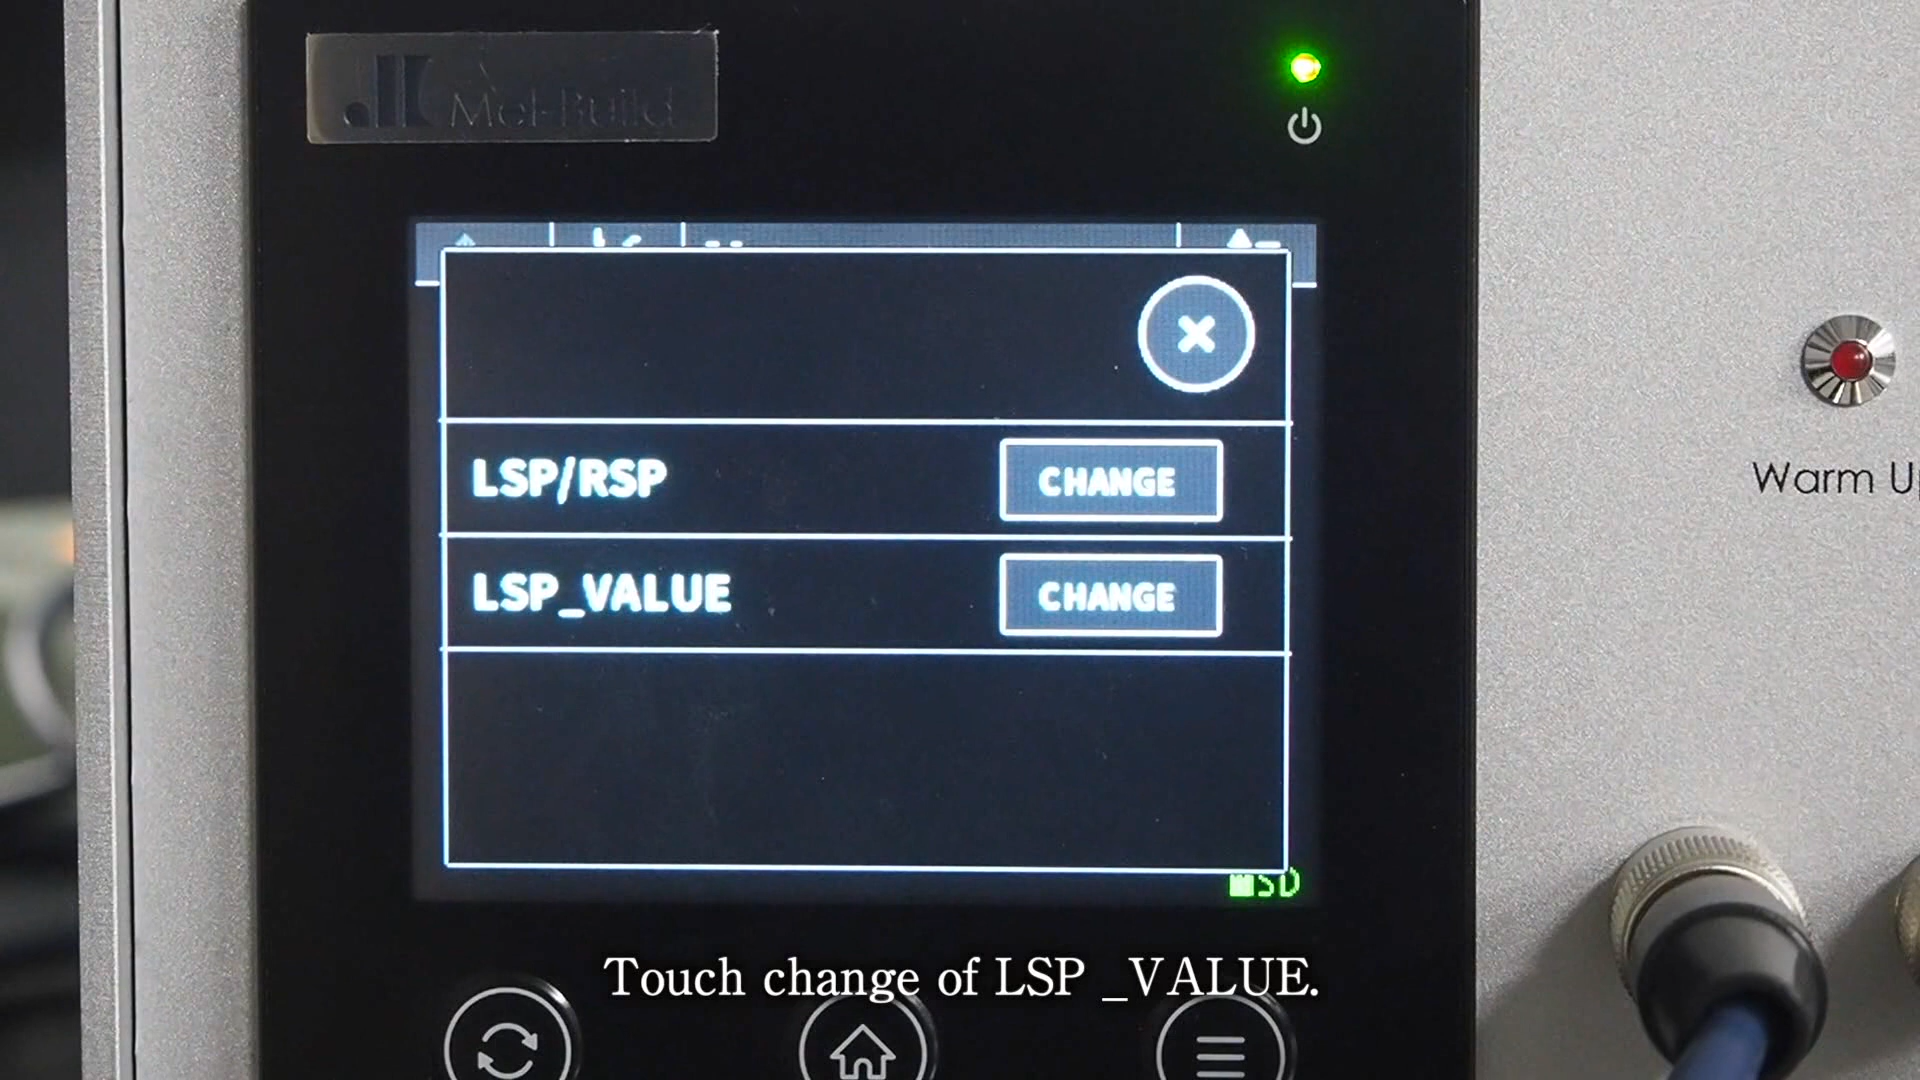 Mel-Build
LSP/RSP
CHANGE
LSP_VALUE
CHANGE
SD
Warm U
Touch change of LSP _VALUE.